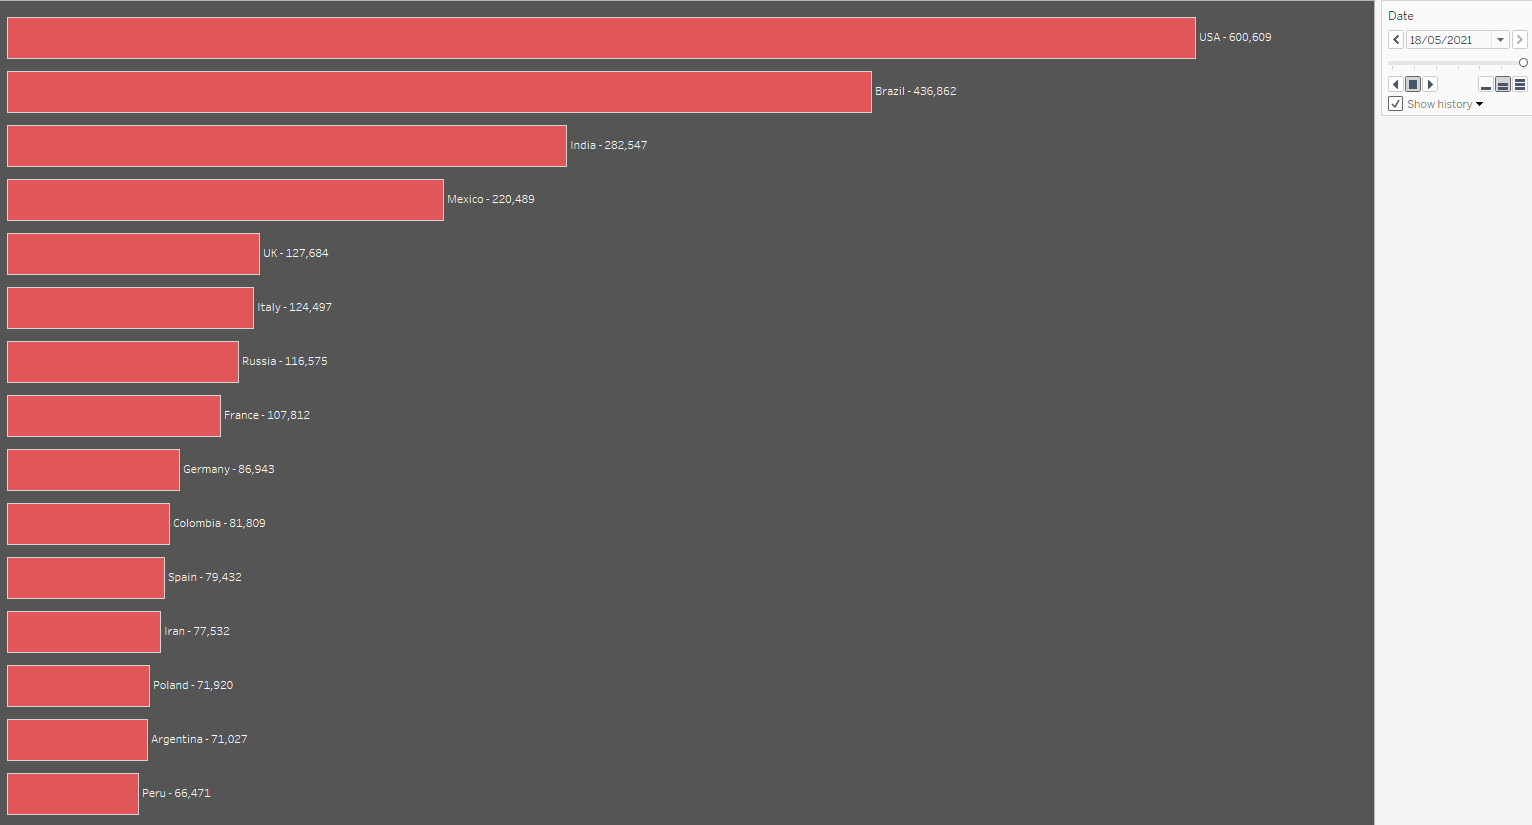 USA - 600,609
Brazil - 436,862
India - 282,547
Mexico - 220,489
UK - 127,684
Italy - 124,497
Russia - 116,575
France - 107,812
Germany - 86,943
Colombia - 81,809
Spain - 79,432
Iran - 77,532
Poland - 71,920
Argentina - 71,027
Peru - 66,471
Date
18/05/2021
Show history